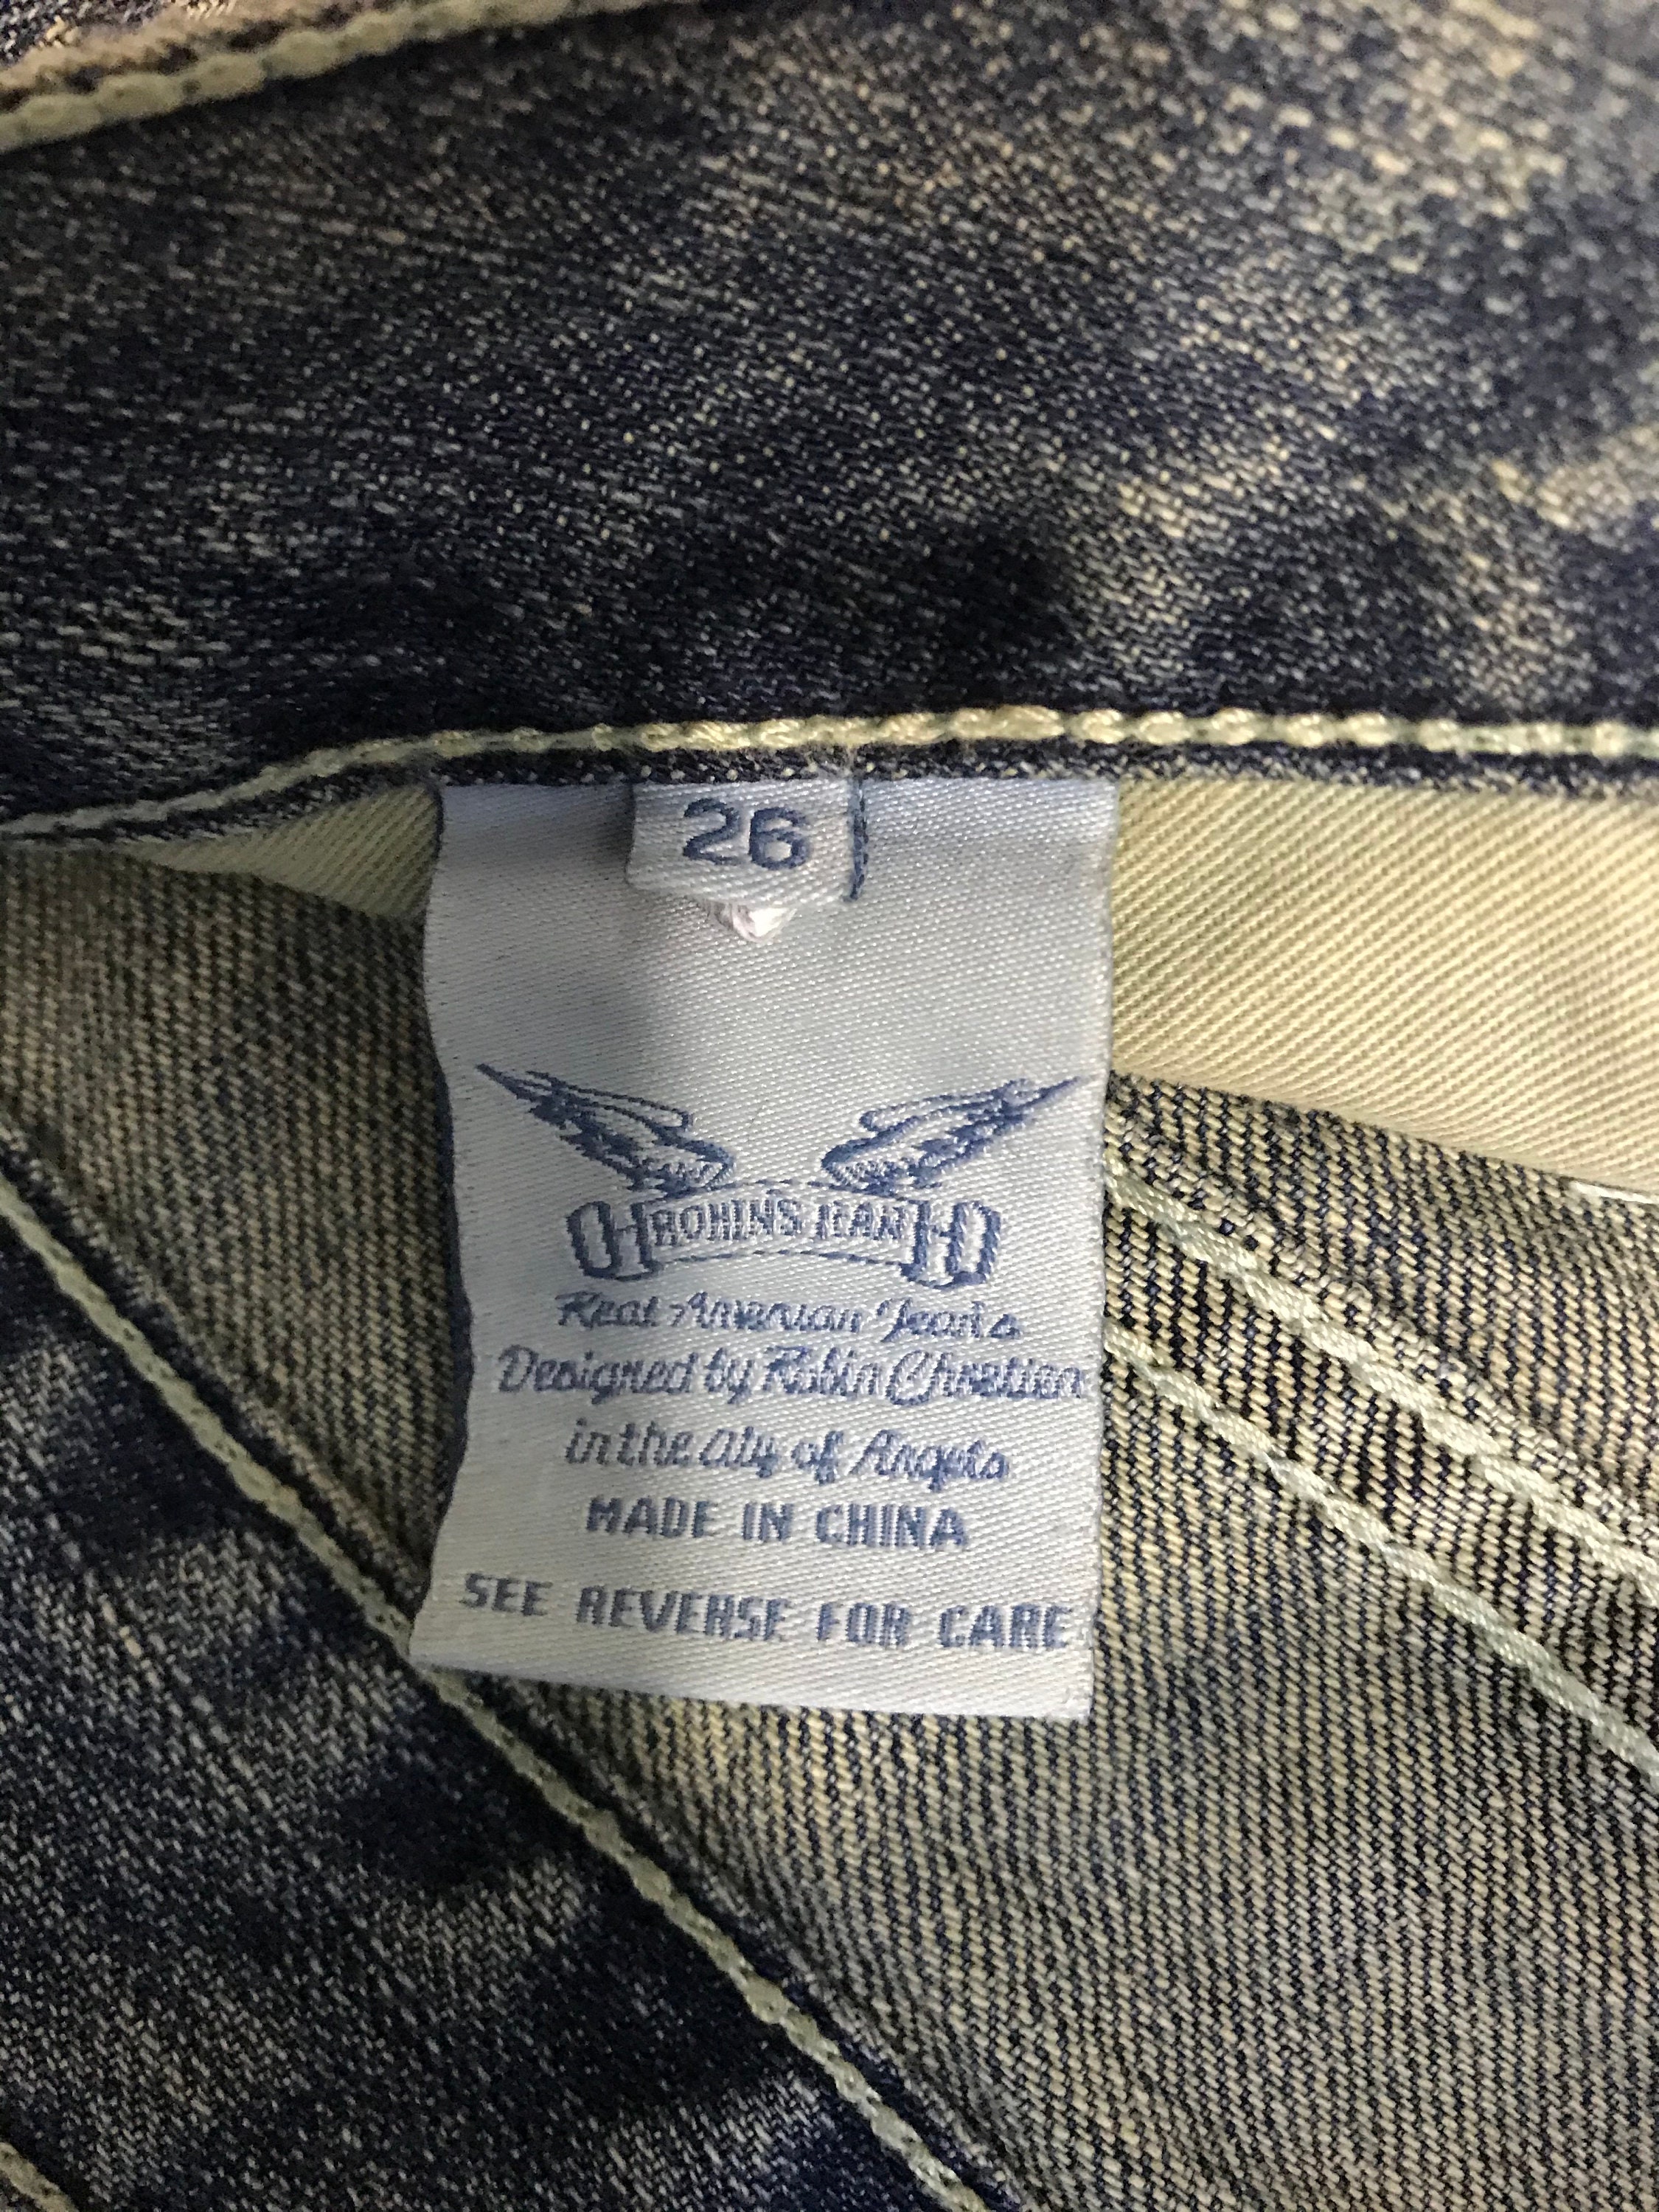 26
ROBIN'S JEAN
Real American Jeans
Designed by Robin Chretien
in the city of Angels
MADE IN CHINA
SEE REVERSE FOR CARE